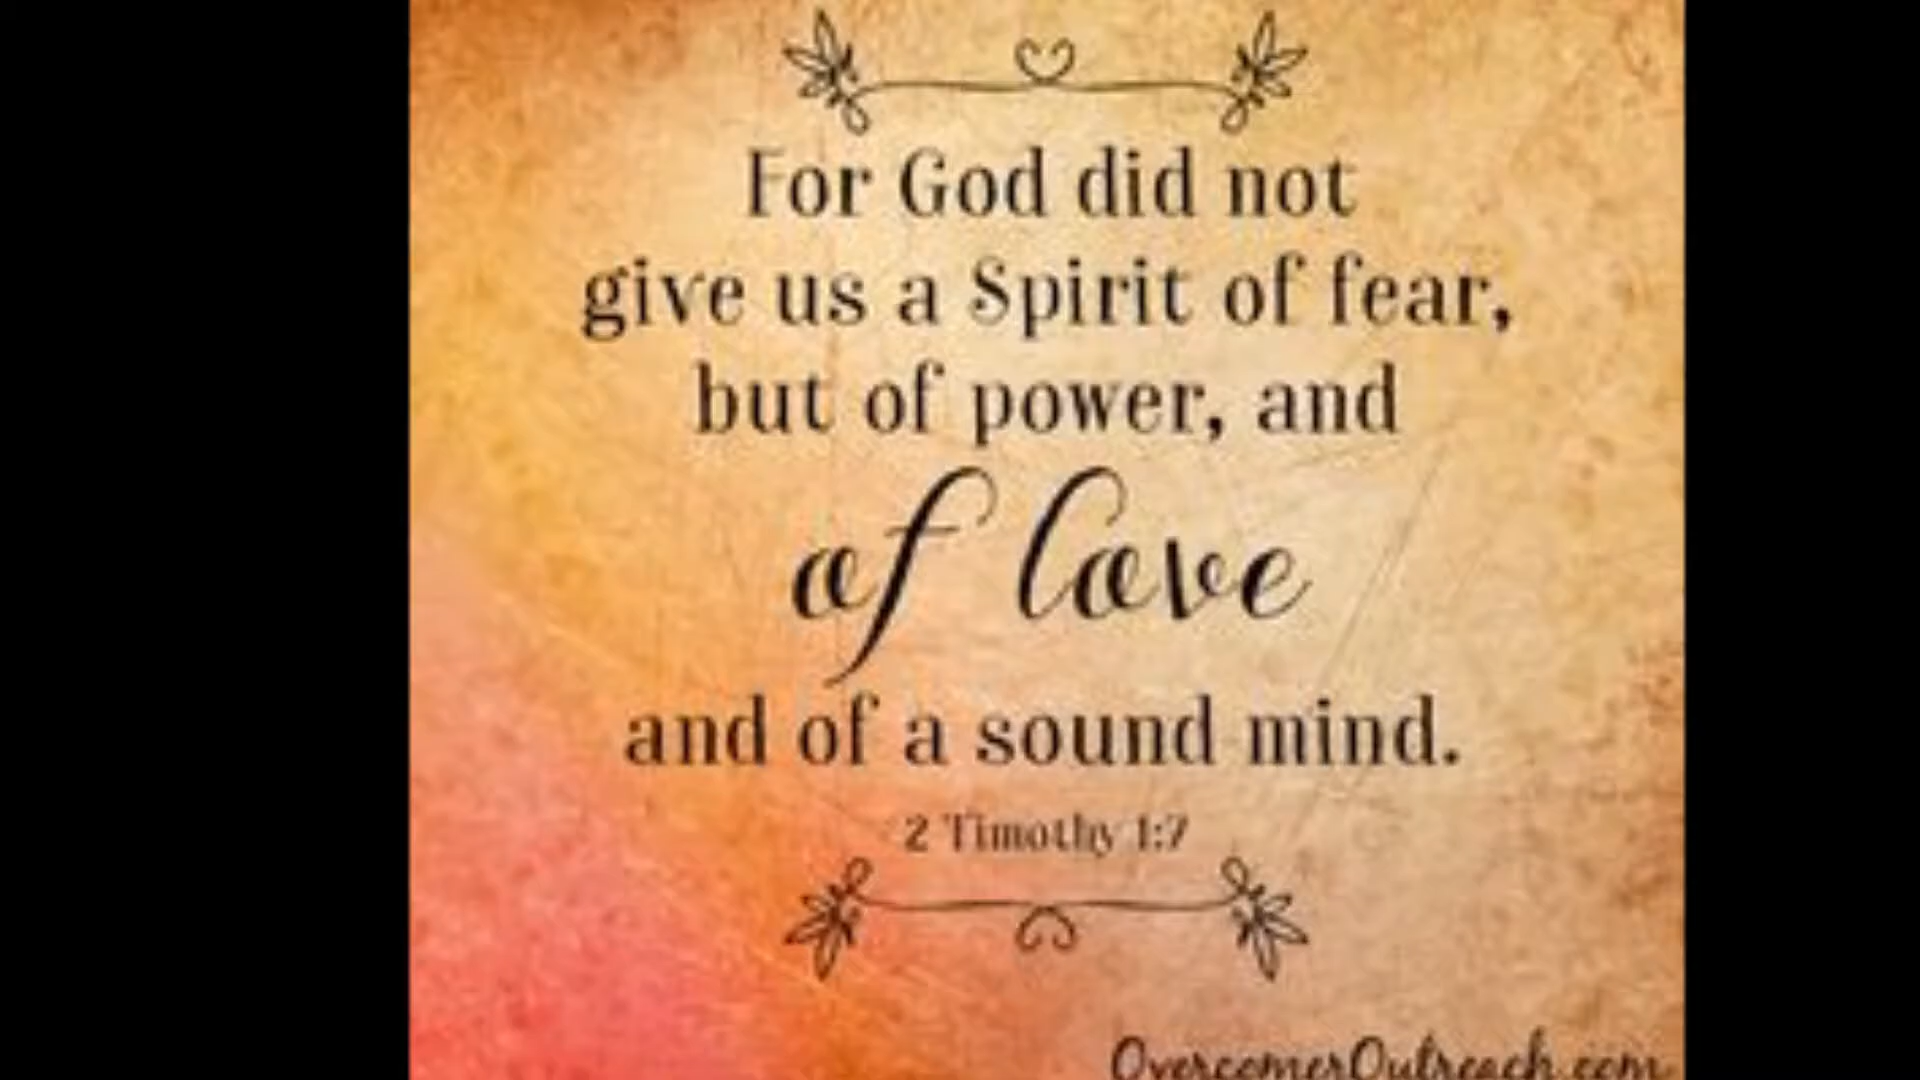 For God did not
give us a Spirit of fear,
but of power, and
of love
and of a sound mind.
2 Timothy 1:7
OvercomerOutreach.com